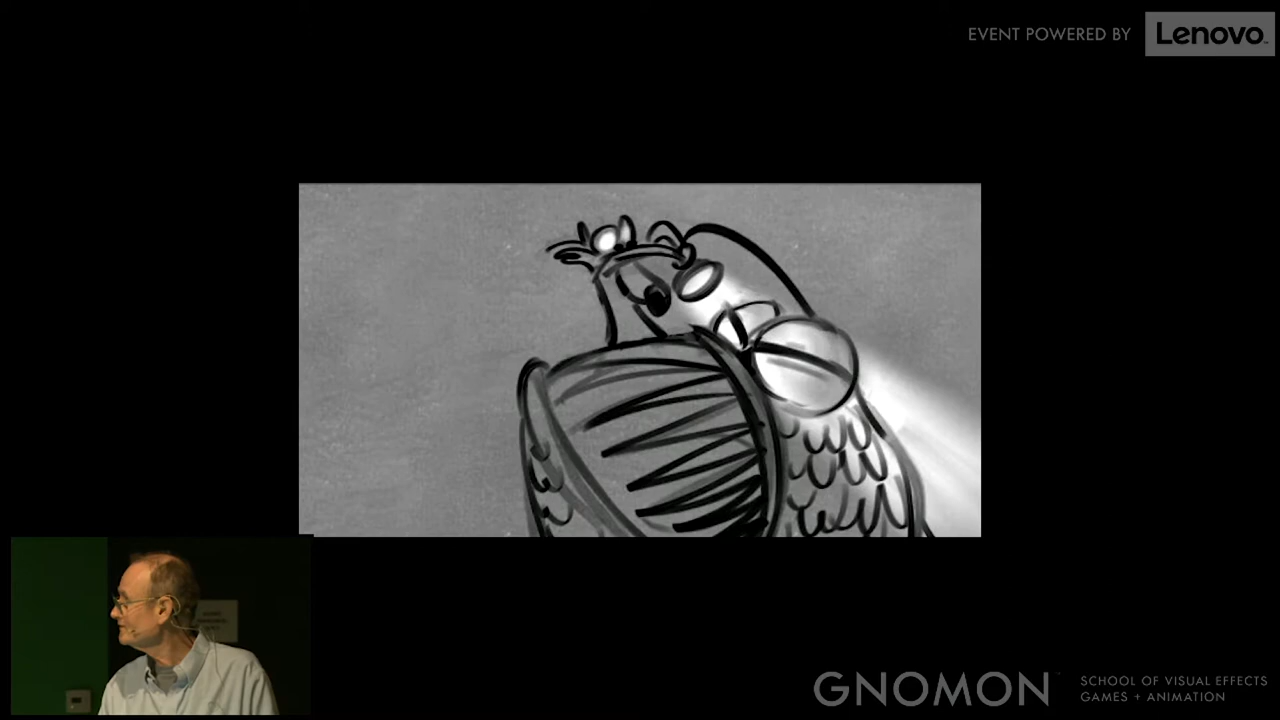 EVENT POWERED BY Lenovo
GNOMON
SCHOOL OF VISUAL EFFECTS
GAMES + ANIMATION